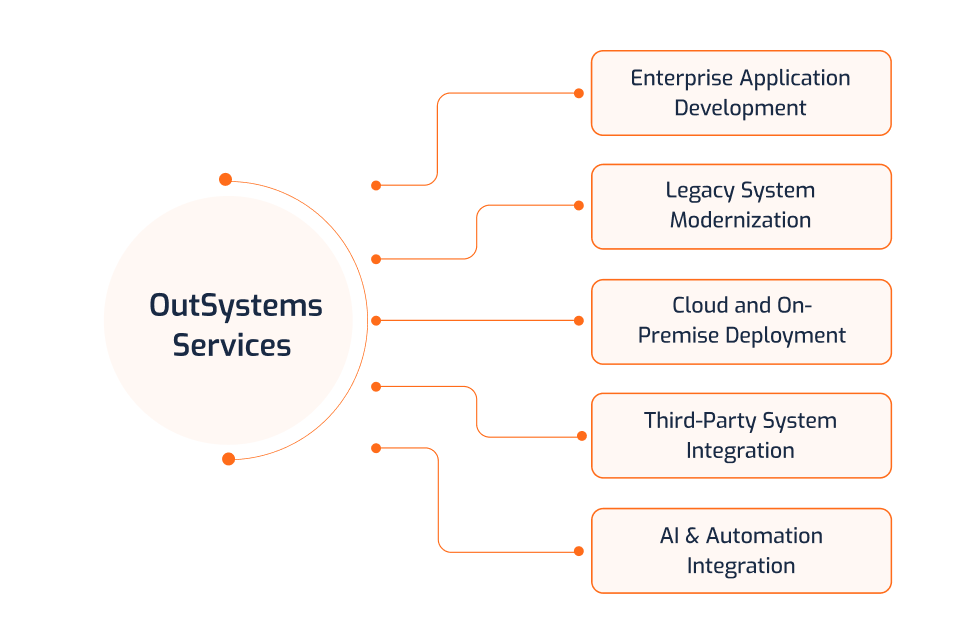 OutSystems
Services
Enterprise Application
Development
Legacy System
Modernization
Cloud and On-
Premise Deployment
Third-Party System
Integration
AI & Automation
Integration